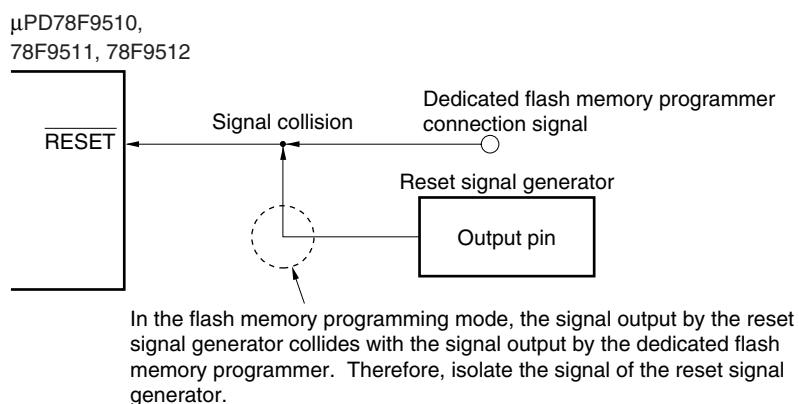 μPD78F9510,
78F9511, 78F9512
Dedicated flash memory programmer
connection signal
Signal collision
RESET
Reset signal generator
Output pin
In the flash memory programming mode, the signal output by the reset
signal generator collides with the signal output by the dedicated flash
memory programmer. Therefore, isolate the signal of the reset signal
generator.